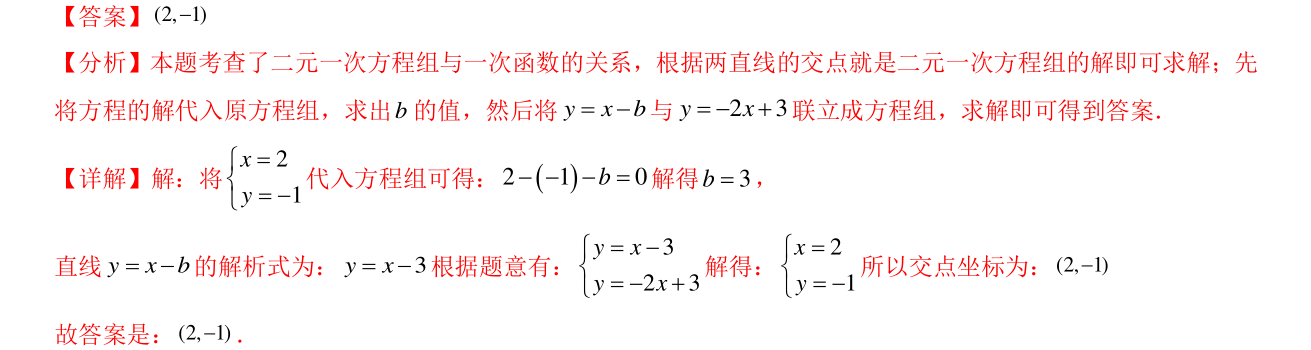 【答案】(2,−1)
【分析】本题考查了二元一次方程组与一次函数的关系，根据两直线的交点就是二元一次方程组的解即可求解；先
将方程的解代入原方程组，求出b的值，然后将y=x−b与y=−2x+3联立成方程组，求解即可得到答案．
【详解】解：将{x=2 y=−1代入方程组可得：2−(−1)−b=0解得b=3，
直线y=x−b的解析式为：y=x−3根据题意有：{y=x−3 y=−2x+3解得：{x=2 y=−1所以交点坐标为：(2,−1)
故答案是：(2,−1)．